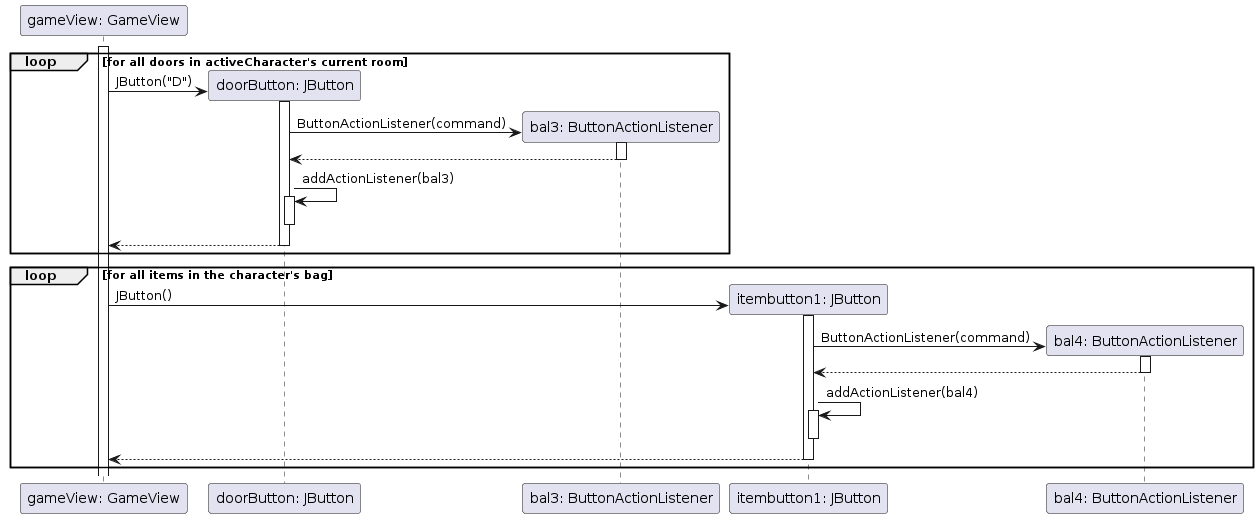 gameView: GameView
loop [for all doors in activeCharacter's current room]
JButton("D")
doorButton: JButton
ButtonActionListener(command)
bal3: ButtonActionListener
addActionListener(bal3)
loop [for all items in the character's bag]
JButton()
itembutton1: JButton
ButtonActionListener(command)
bal4: ButtonActionListener
addActionListener(bal4)
gameView: GameView
doorButton: JButton
bal3: ButtonActionListener
itembutton1: JButton
bal4: ButtonActionListener